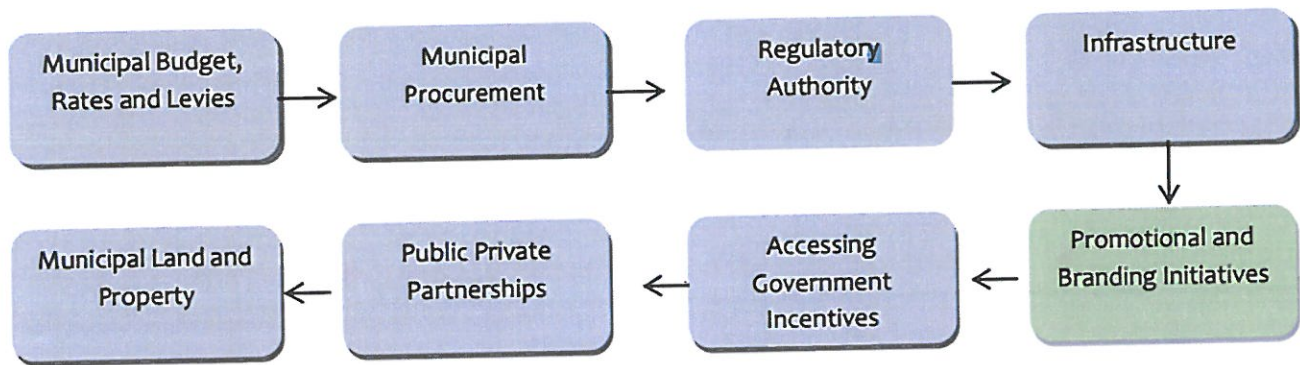 Municipal Budget,
Rates and Levies
Municipal
Procurement
Regulatory
Authority
Infrastructure
Promotional and
Branding Initiatives
Accessing
Government
Incentives
Public Private
Partnerships
Municipal Land and
Property